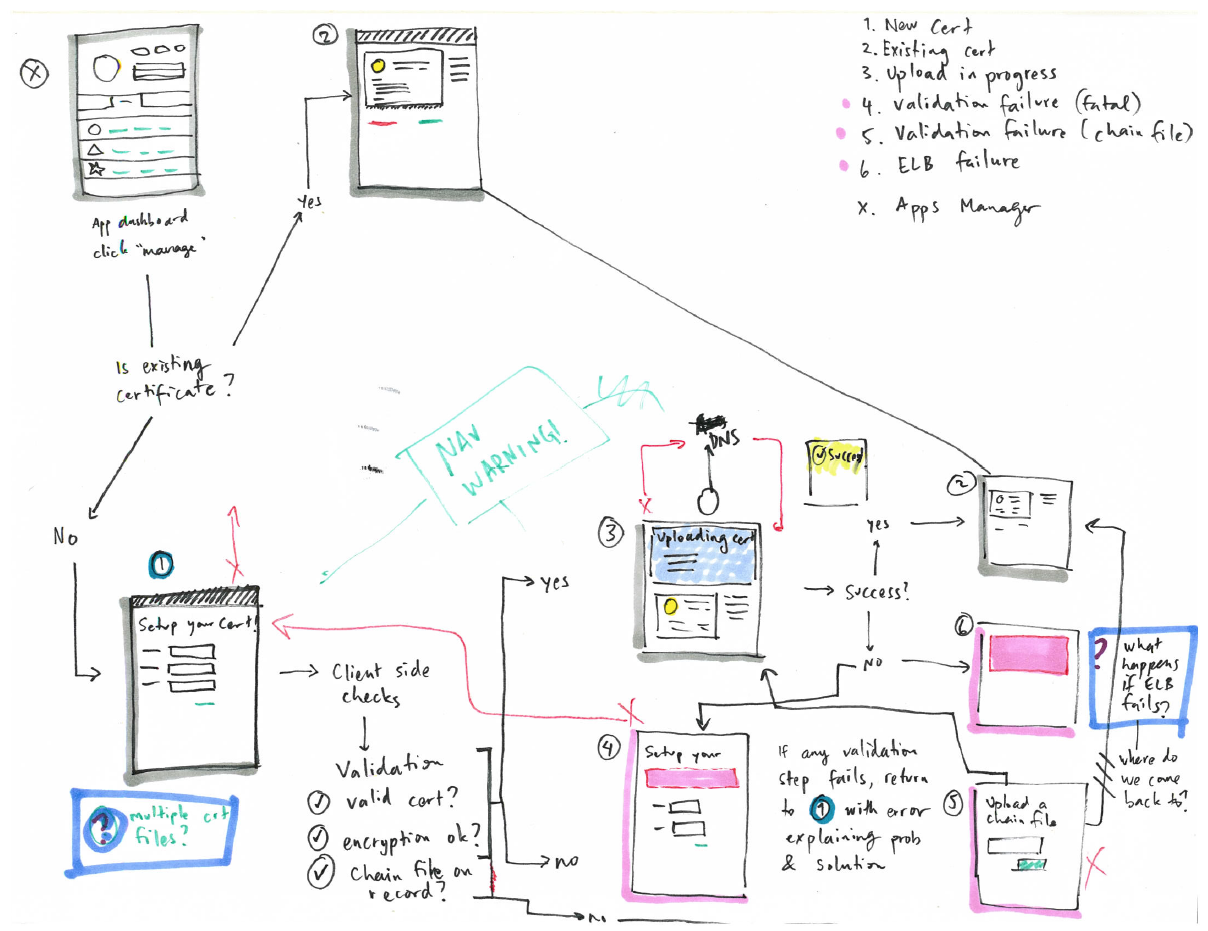 X
App dashboard
click "manage"
2
Yes
1. New Cert
2. Existing cert
3. Upload in progress
4. Validation failure (fatal)
5. Validation failure (chain file)
6. ELB failure
X. Apps Manager
Is existing
certificate?
No
NAV
WARNING!
1
Setup your Cert!
? multiple crt
files?
Client side
checks
Validation
valid cert?
encryption ok?
chain file on
record?
yes
no
no
DNS
X
3
Uploading cert
Success
Success?
yes
NO
2
6
? what
happens
if ELB
fails?
where do
we come
back to?
4
X
Setup your
If any validation
step fails, return
to 1 with error
explaining prob
& solution
5
Upload a
chain file
X
X